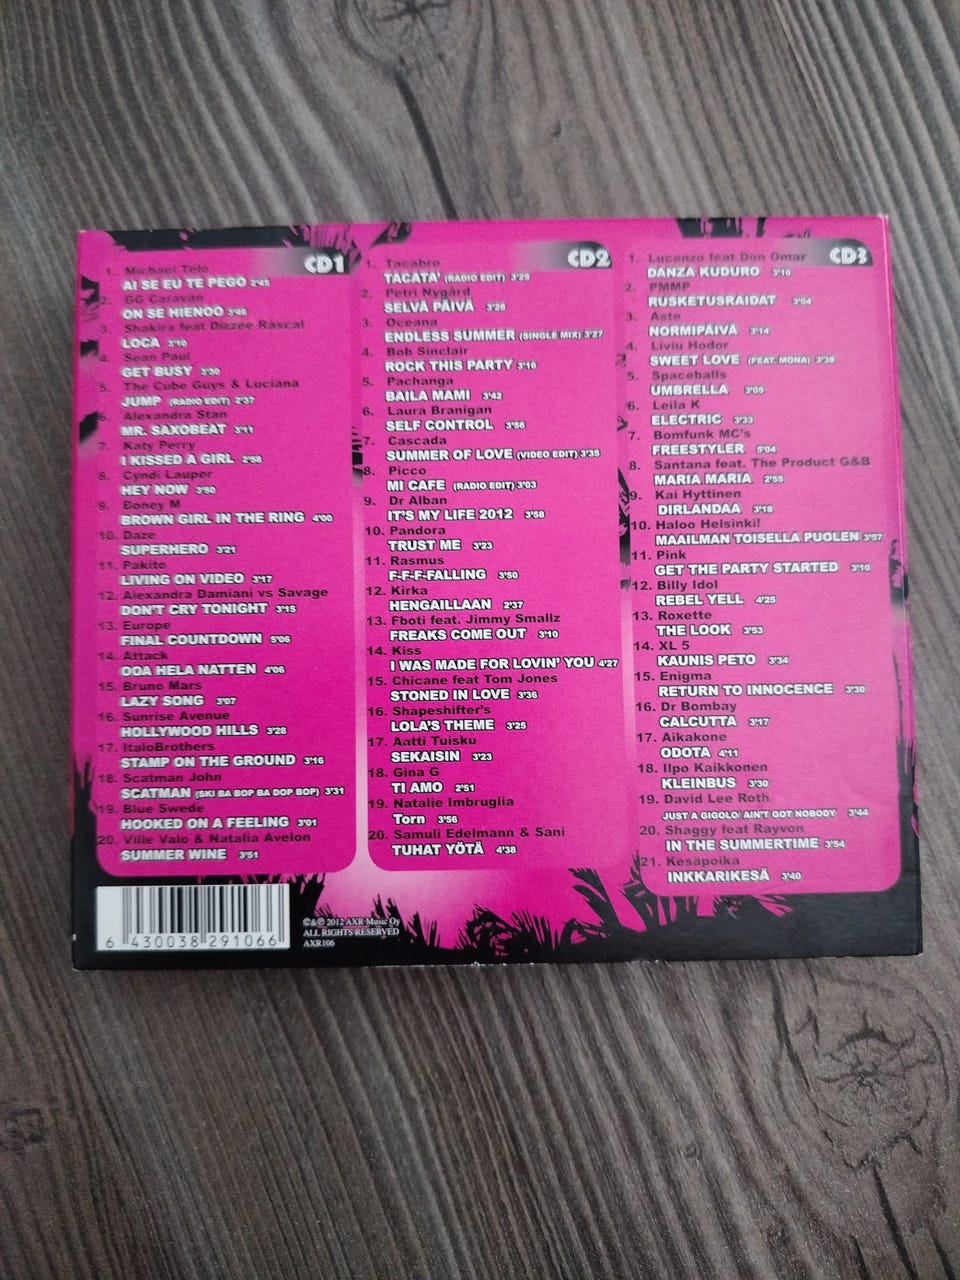 CD1
1. Michael Telo
AI SE EU TE PEGO 2'45
2. GG Caravan
ON SE HIENOO 3'46
3. Shakira feat Dizzee Rascal
LOCA 3'10
4. Sean Paul
GET BUSY 3'30
5. The Cube Guys & Luciana
JUMP (RADIO EDIT) 2'37
6. Alexandra Stan
MR. SAXOBEAT 3'11
7. Katy Perry
I KISSED A GIRL 2'58
8. Cyndi Lauper
HEY NOW 3'50
9. Boney M
BROWN GIRL IN THE RING 4'00
10. Daze
SUPERHERO 3'21
11. Pakito
LIVING ON VIDEO 3'17
12. Alexandra Damiani vs Savage
DON'T CRY TONIGHT 3'15
13. Europe
FINAL COUNTDOWN 5'06
14. Attack
OOA HELA NATTEN 4'06
15. Bruno Mars
LAZY SONG 3'07
16. Sunrise Avenue
HOLLYWOOD HILLS 3'28
17. ItaloBrothers
STAMP ON THE GROUND 3'16
18. Scatman John
SCATMAN (SKI BA BOP BA DOP BOP) 3'31
19. Blue Swede
HOOKED ON A FEELING 3'01
20. Ville Valo & Natalia Avelon
SUMMER WINE 3'51
CD2
1. Tacabro
TACATA' (RADIO EDIT) 3'29
2. Petri Nygård
SELVÄ PÄIVÄ 3'28
3. Oceana
ENDLESS SUMMER (SINGLE MIX) 3'27
4. Bob Sinclair
ROCK THIS PARTY 3'16
5. Pachanga
BAILA MAMI 3'42
6. Laura Branigan
SELF CONTROL 3'56
7. Cascada
SUMMER OF LOVE (VIDEO EDIT) 3'35
8. Picco
MI CAFE (RADIO EDIT) 3'03
9. Dr Alban
IT'S MY LIFE 2012 3'58
10. Pandora
TRUST ME 3'23
11. Rasmus
F-F-F-FALLING 3'50
12. Kirka
HENGAILLAAN 2'37
13. Fboti feat. Jimmy Smallz
FREAKS COME OUT 3'10
14. Kiss
I WAS MADE FOR LOVIN' YOU 4'27
15. Chicane feat Tom Jones
STONED IN LOVE 3'36
16. Shapeshifter's
LOLA'S THEME 3'25
17. Aatti Tuisku
SEKAISIN 3'23
18. Gina G
TI AMO 2'51
19. Natalie Imbruglia
Torn 3'56
20. Samuli Edelmann & Sani
TUHAT YÖTÄ 4'38
CD3
1. Lucenzo feat Don Omar
DANZA KUDURO 3'16
2. PMMP
RUSKETUSRAIDAT 3'04
3. Aste
NORMIPÄIVÄ 3'14
4. Liviu Hodor
SWEET LOVE (FEAT. MONA) 3'38
5. Spaceballs
UMBRELLA 3'05
6. Leila K
ELECTRIC 3'33
7. Bomfunk MC's
FREESTYLER 5'04
8. Santana feat. The Product G&B
MARIA MARIA 2'55
9. Kai Hyttinen
DIRLANDAA 3'18
10. Haloo Helsinki!
MAAILMAN TOISELLA PUOLEN 3'57
11. Pink
GET THE PARTY STARTED 3'10
12. Billy Idol
REBEL YELL 4'25
13. Roxette
THE LOOK 3'53
14. XL 5
KAUNIS PETO 3'34
15. Enigma
RETURN TO INNOCENCE 3'30
16. Dr Bombay
CALCUTTA 3'17
17. Aikakone
ODOTA 4'11
18. Ilpo Kaikkonen
KLEINBUS 3'30
19. David Lee Roth
JUST A GIGOLO/ AIN'T GOT NOBODY 3'44
20. Shaggy feat Rayvon
IN THE SUMMERTIME 3'54
21. Kesäpoika
INKKARIKESÄ 3'40
6 430038 291066
©&℗ 2012 AXR Music Oy
ALL RIGHTS RESERVED
AXR106